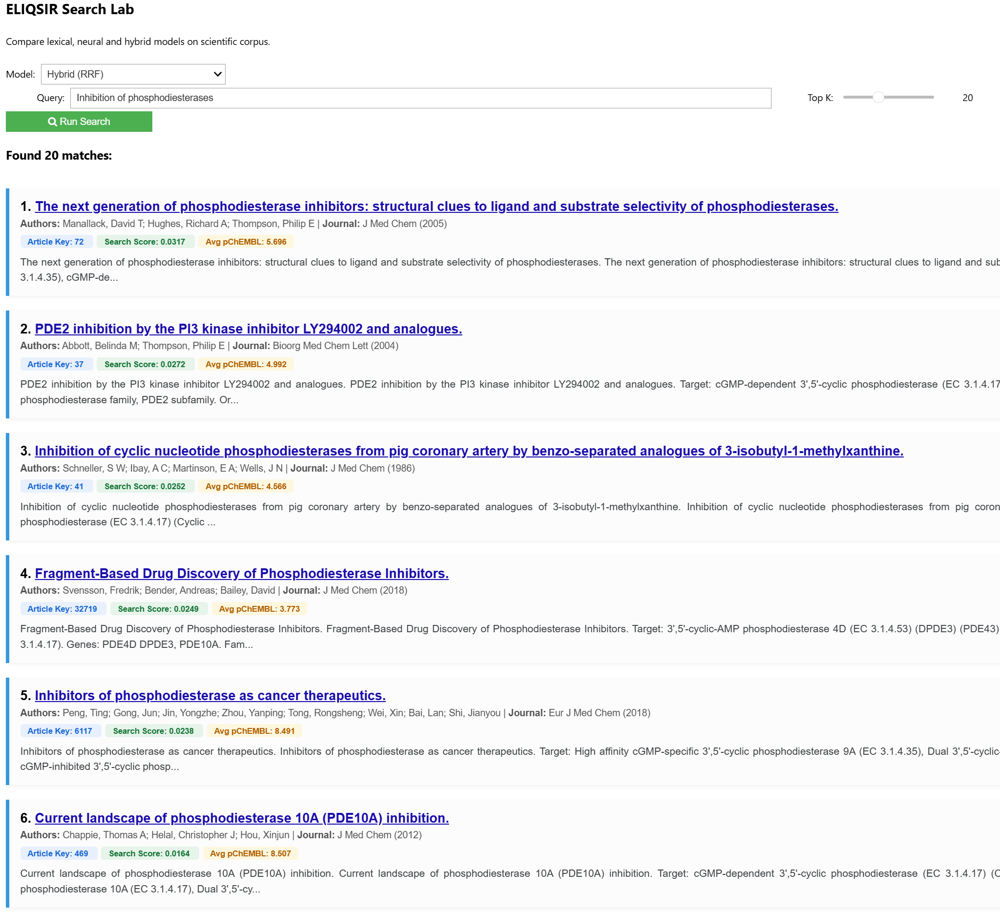 ELIQSIR Search Lab
Compare lexical, neural and hybrid models on scientific corpus.
Model: Hybrid (RRF)
Query: Inhibition of phosphodiesterases Top K: 20
Run Search
Found 20 matches:
1. The next generation of phosphodiesterase inhibitors: structural clues to ligand and substrate selectivity of phosphodiesterases.
Authors: Manallack, David T; Hughes, Richard A; Thompson, Philip E | Journal: J Med Chem (2005)
Article Key: 72 Search Score: 0.0317 Avg pChEMBL: 5.696
The next generation of phosphodiesterase inhibitors: structural clues to ligand and substrate selectivity of phosphodiesterases. The next generation of phosphodiesterase inhibitors: structural clues to ligand and sub
3.1.4.35), cGMP-de...
2. PDE2 inhibition by the PI3 kinase inhibitor LY294002 and analogues.
Authors: Abbott, Belinda M; Thompson, Philip E | Journal: Bioorg Med Chem Lett (2004)
Article Key: 37 Search Score: 0.0272 Avg pChEMBL: 4.992
PDE2 inhibition by the PI3 kinase inhibitor LY294002 and analogues. PDE2 inhibition by the PI3 kinase inhibitor LY294002 and analogues. Target: cGMP-dependent 3',5'-cyclic phosphodiesterase (EC 3.1.4.17
phosphodiesterase family, PDE2 subfamily. Or...
3. Inhibition of cyclic nucleotide phosphodiesterases from pig coronary artery by benzo-separated analogues of 3-isobutyl-1-methylxanthine.
Authors: Schneller, S W; Ibay, A C; Martinson, E A; Wells, J N | Journal: J Med Chem (1986)
Article Key: 41 Search Score: 0.0252 Avg pChEMBL: 4.566
Inhibition of cyclic nucleotide phosphodiesterases from pig coronary artery by benzo-separated analogues of 3-isobutyl-1-methylxanthine. Inhibition of cyclic nucleotide phosphodiesterases from pig coron
phosphodiesterase (EC 3.1.4.17) (Cyclic ...
4. Fragment-Based Drug Discovery of Phosphodiesterase Inhibitors.
Authors: Svensson, Fredrik; Bender, Andreas; Bailey, David | Journal: J Med Chem (2018)
Article Key: 32719 Search Score: 0.0249 Avg pChEMBL: 3.773
Fragment-Based Drug Discovery of Phosphodiesterase Inhibitors. Fragment-Based Drug Discovery of Phosphodiesterase Inhibitors. Target: 3',5'-cyclic-AMP phosphodiesterase 4D (EC 3.1.4.53) (DPDE3) (PDE43)
3.1.4.17). Genes: PDE4D DPDE3, PDE10A. Fam...
5. Inhibitors of phosphodiesterase as cancer therapeutics.
Authors: Peng, Ting; Gong, Jun; Jin, Yongzhe; Zhou, Yanping; Tong, Rongsheng; Wei, Xin; Bai, Lan; Shi, Jianyou | Journal: Eur J Med Chem (2018)
Article Key: 6117 Search Score: 0.0238 Avg pChEMBL: 8.491
Inhibitors of phosphodiesterase as cancer therapeutics. Inhibitors of phosphodiesterase as cancer therapeutics. Target: High affinity cGMP-specific 3',5'-cyclic phosphodiesterase 9A (EC 3.1.4.35), Dual 3',5'-cyclic-
cGMP-inhibited 3',5'-cyclic phosp...
6. Current landscape of phosphodiesterase 10A (PDE10A) inhibition.
Authors: Chappie, Thomas A; Helal, Christopher J; Hou, Xinjun | Journal: J Med Chem (2012)
Article Key: 469 Search Score: 0.0164 Avg pChEMBL: 8.507
Current landscape of phosphodiesterase 10A (PDE10A) inhibition. Current landscape of phosphodiesterase 10A (PDE10A) inhibition. Target: cGMP-dependent 3',5'-cyclic phosphodiesterase (EC 3.1.4.17) (C
phosphodiesterase 10A (EC 3.1.4.17), Dual 3',5'-cy...